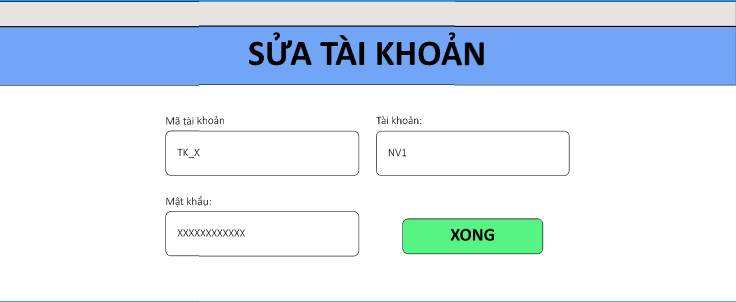 SỬA TÀI KHOẢN
Mã tài khoản
Tài khoản:
TK_X
NV1
Mật khẩu:
XXXXXXXXXXXX
XONG